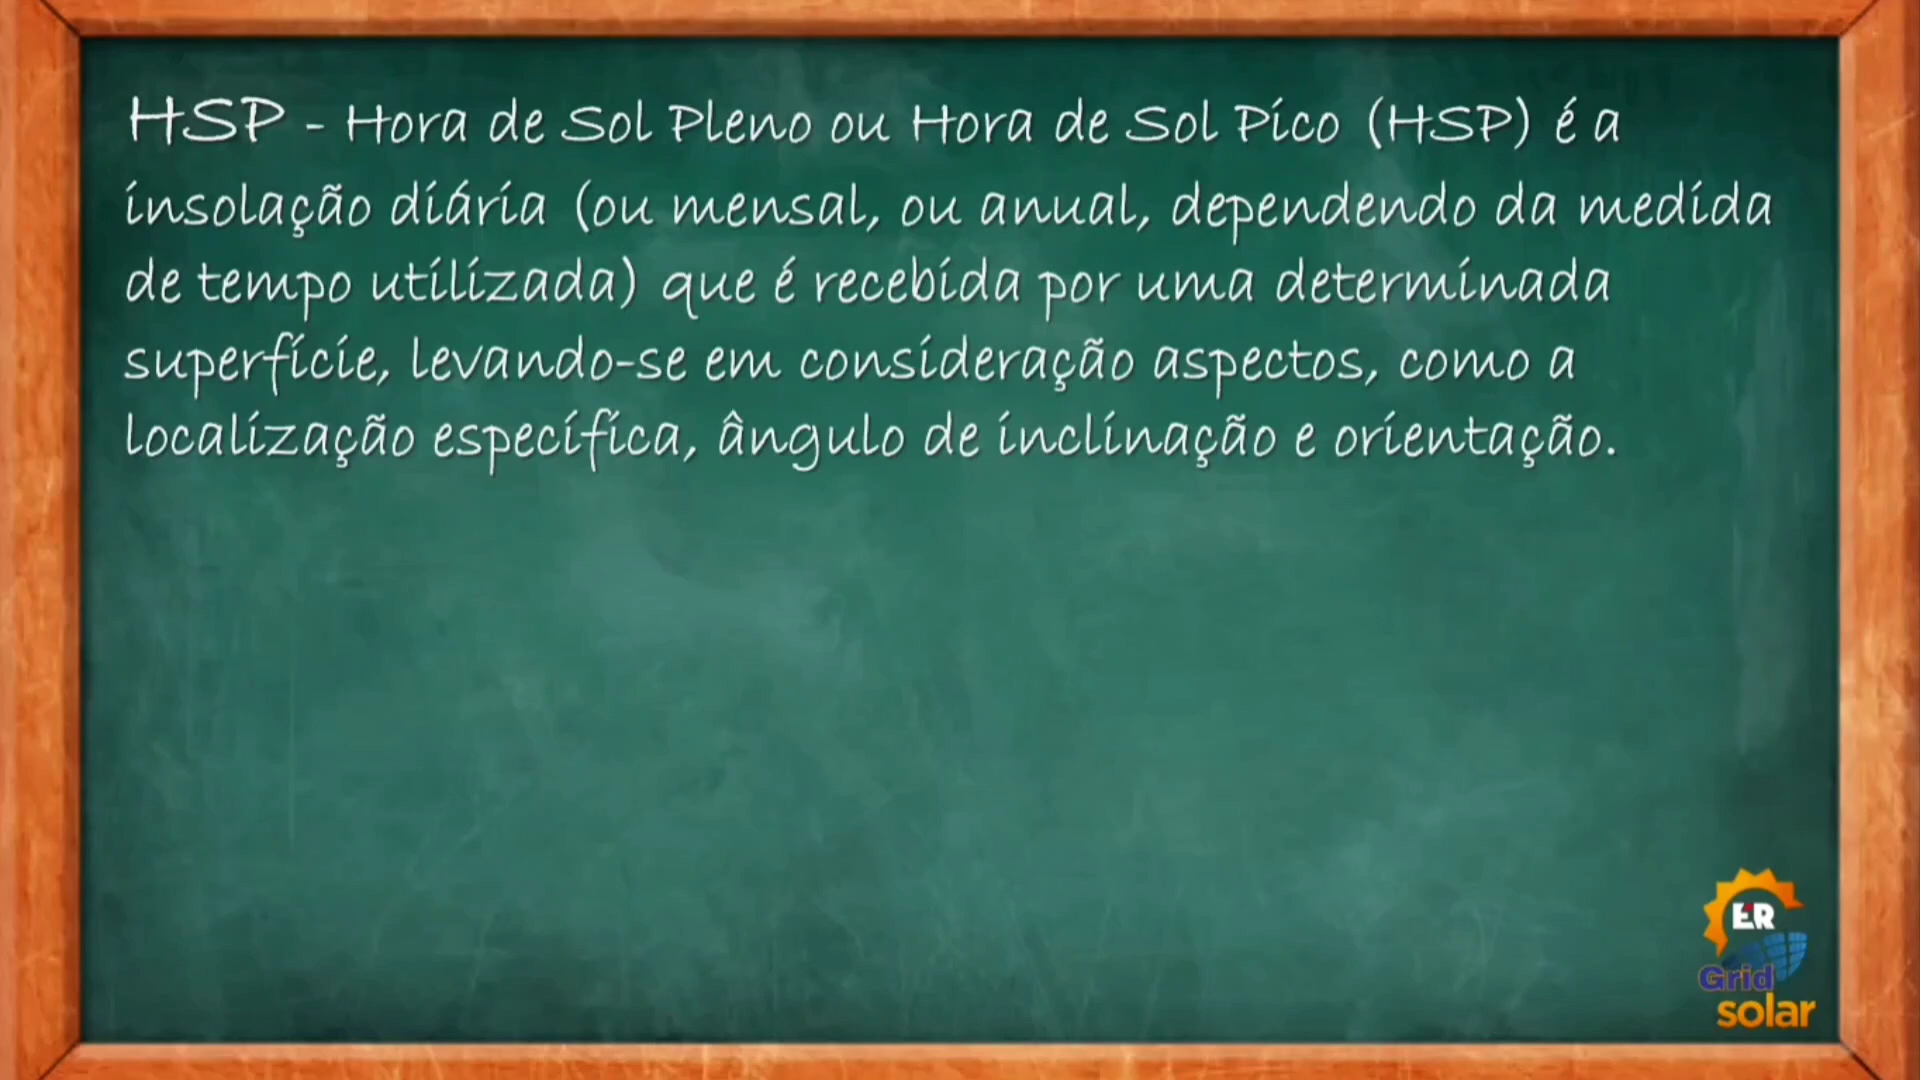 HSP - Hora de Sol Pleno ou Hora de Sol Pico (HSP) é a
insolação diária (ou mensal, ou anual, dependendo da medida
de tempo utilizada) que é recebida por uma determinada
superfície, levando-se em consideração aspectos, como a
localização específica, ângulo de inclinação e orientação.
ER
Grid
solar